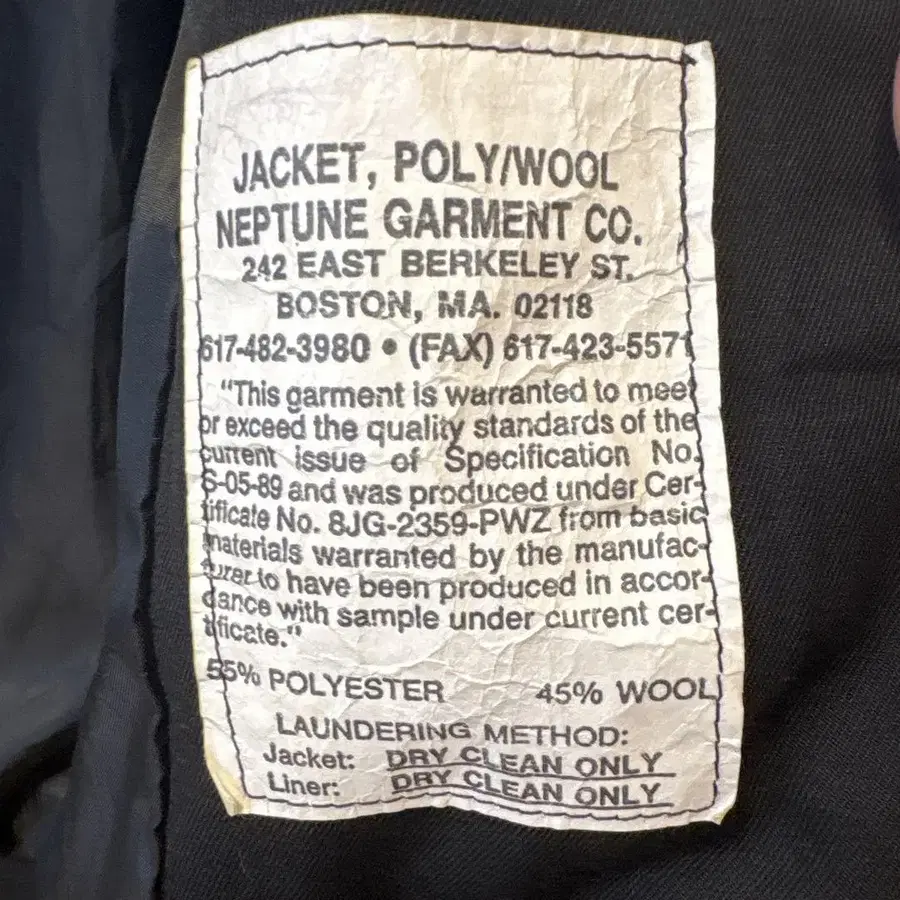 JACKET, POLY/WOOL
NEPTUNE GARMENT CO.
242 EAST BERKELEY ST.
BOSTON, MA. 02118
617-482-3980 • (FAX) 617-423-5571
"This garment is warranted to meet
or exceed the quality standards of the
current issue of Specification No.
S-05-89 and was produced under Cer-
tificate No. 8JG-2359-PWZ from basic
materials warranted by the manufac-
turer to have been produced in accor-
dance with sample under current cer-
tificate."
55% POLYESTER 45% WOOL
LAUNDERING METHOD:
Jacket: DRY CLEAN ONLY
Liner: DRY CLEAN ONLY